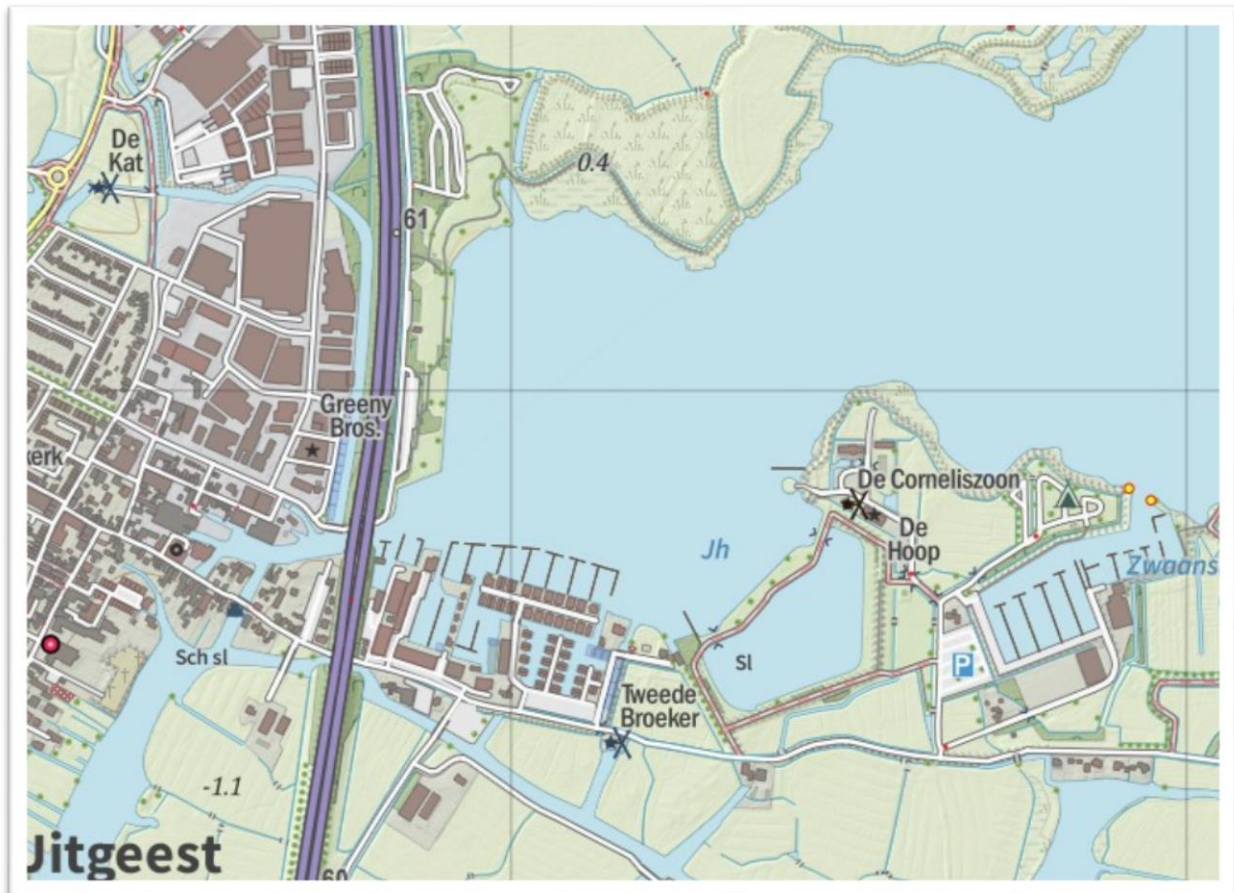 De
Kat
0.4
61
Greeny
Bros.
kerk
De Corneliszoon
De
Hoop
Jh
Zwaans
Sch sl
Sl
P
Tweede
Broeker
-1.1
Uitgeest
60